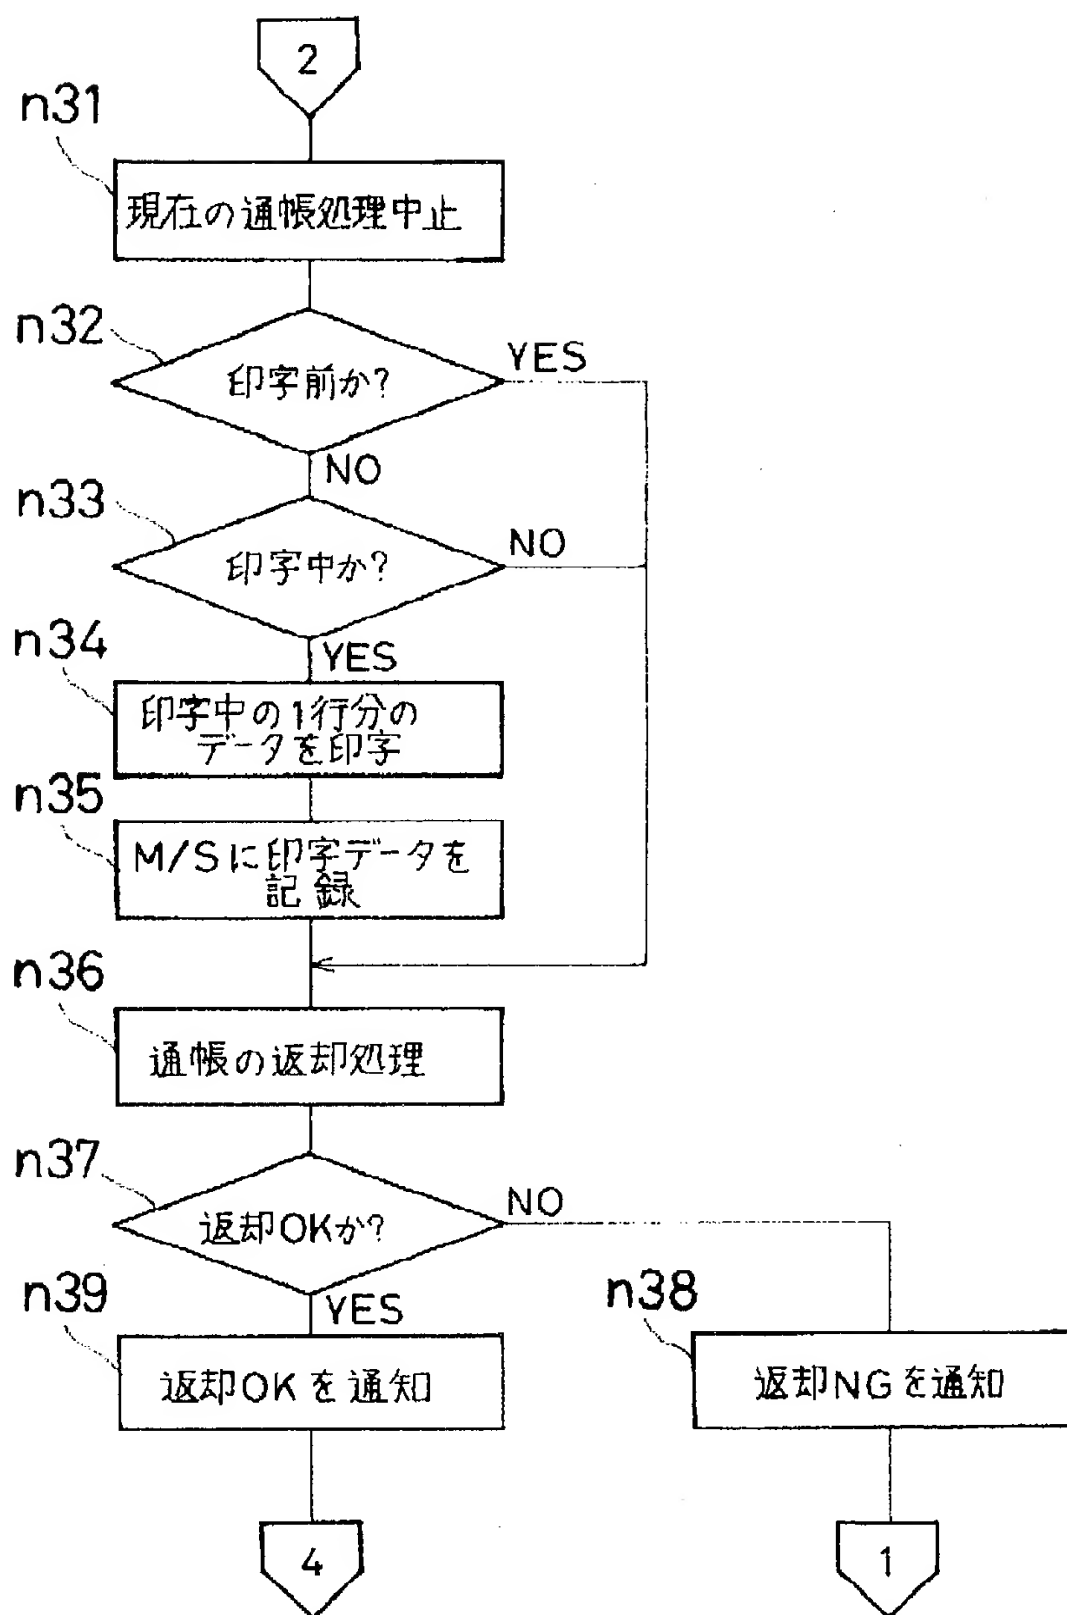 2
n31
現在の通帳処理中止
n32
印字前か?
YES
NO
n33
印字中か?
NO
YES
n34
印字中の1行分の
データを印字
n35
M/Sに印字データを
記録
n36
通帳の返却処理
n37
返却OKか?
NO
YES
n39
返却OKを通知
n38
返却NGを通知
4
1